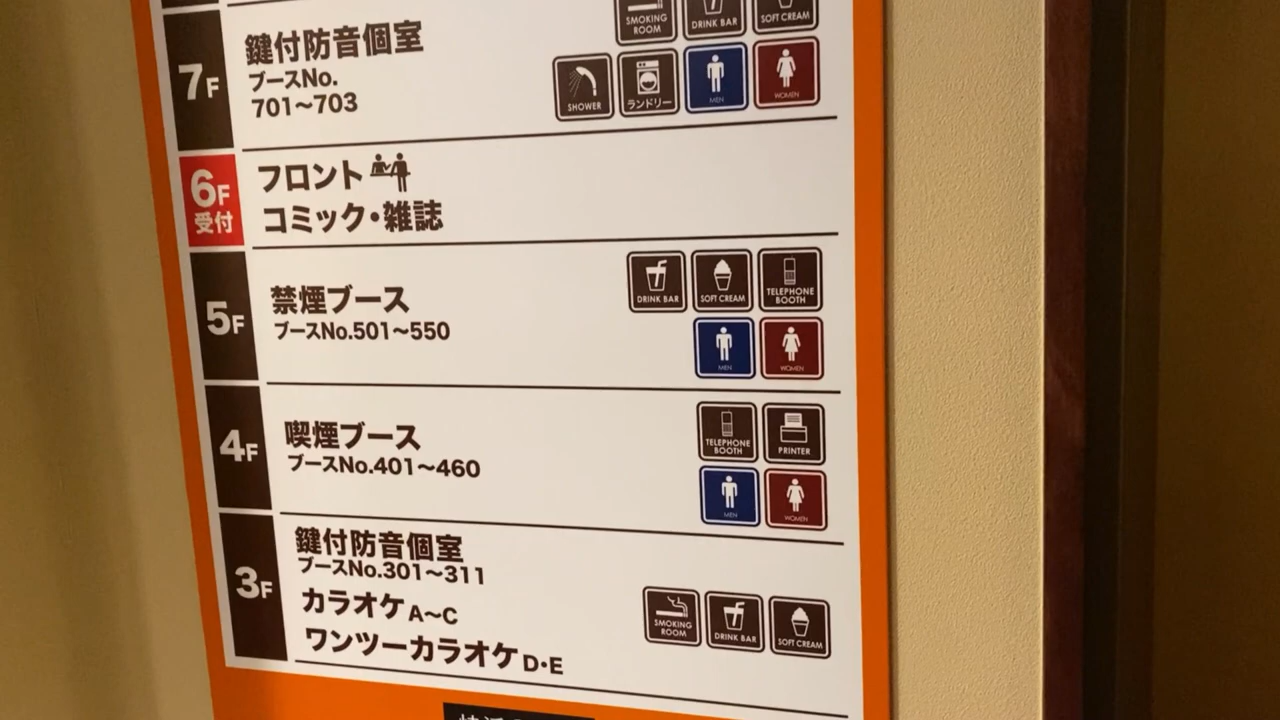 SMOKING ROOM
DRINK BAR
SOFT CREAM
7F
鍵付防音個室
ブースNo.
701〜703
SHOWER
ランドリー
MEN
WOMEN
6F
受付
フロント
コミック・雑誌
5F
禁煙ブース
ブースNo.501〜550
DRINK BAR
SOFT CREAM
TELEPHONE BOOTH
MEN
WOMEN
4F
喫煙ブース
ブースNo.401〜460
TELEPHONE BOOTH
PRINTER
MEN
WOMEN
3F
鍵付防音個室
ブースNo.301〜311
カラオケ A〜C
ワンツーカラオケ D・E
SMOKING ROOM
DRINK BAR
SOFT CREAM